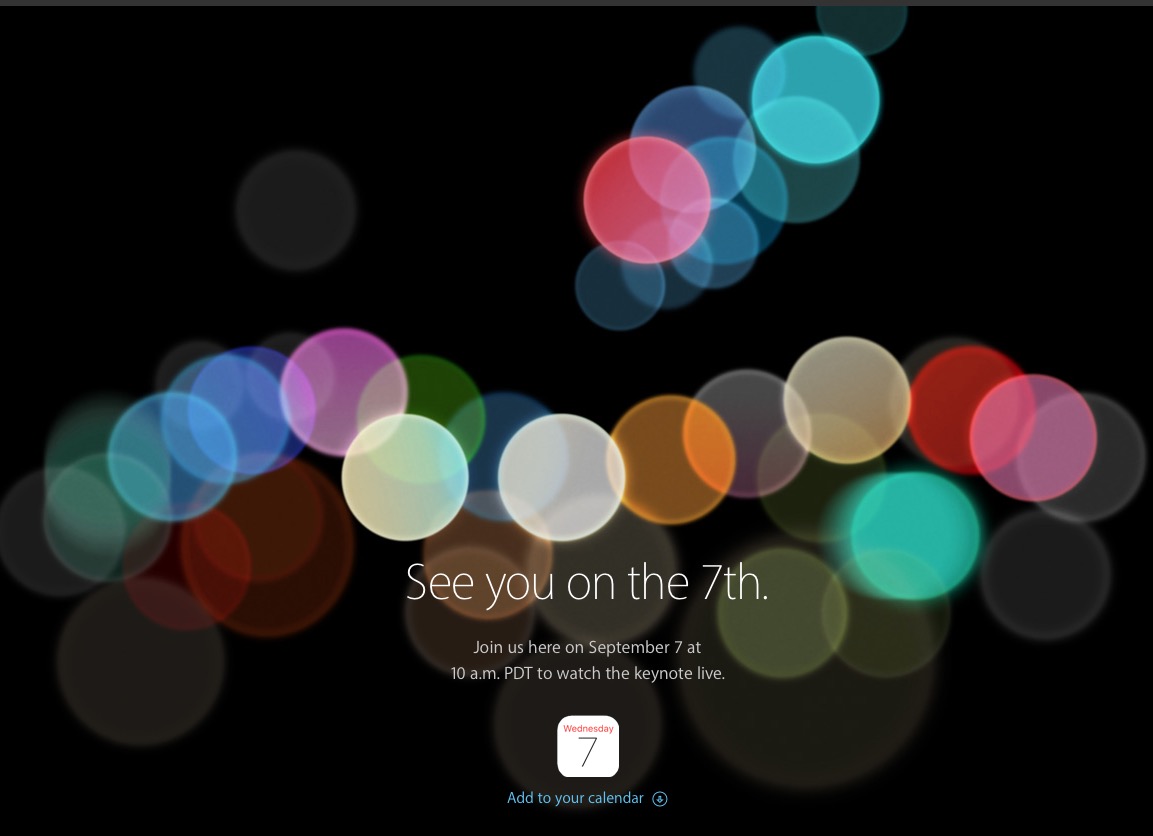 See you on the 7th.
Join us here on September 7 at
10 a.m. PDT to watch the keynote live.
Wednesday
7
Add to your calendar